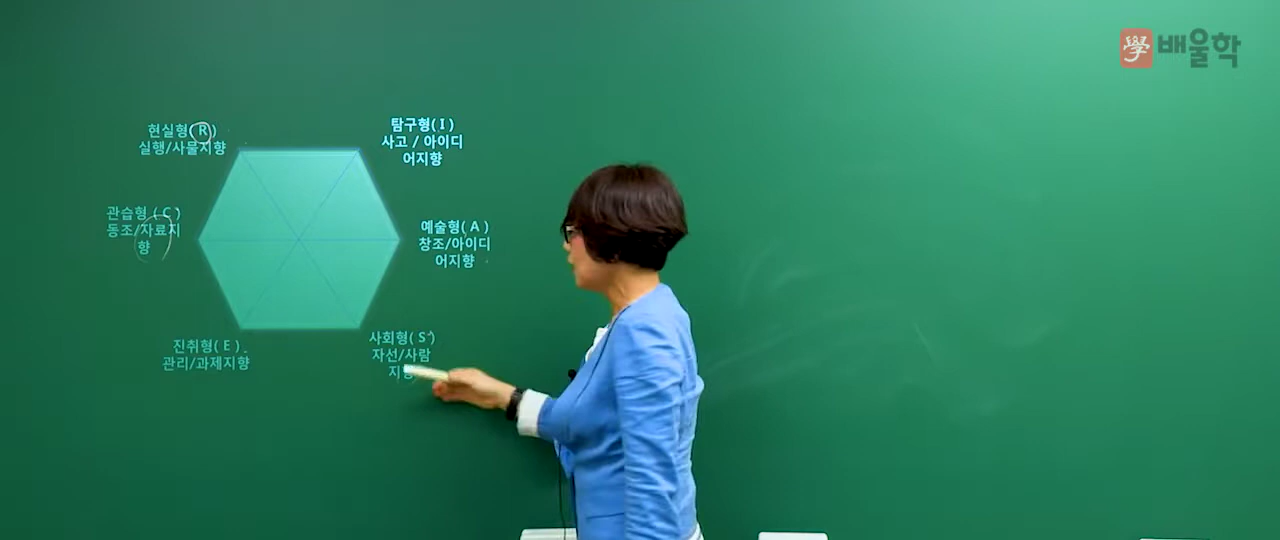 學 배울학
현실형(R)
실행/사물지향
탐구형(I)
사고 / 아이디
어지향
관습형 (C)
동조/자료지
향
예술형(A)
창조/아이디
어지향
진취형(E)
관리/과제지향
사회형(S)
자선/사람
지향